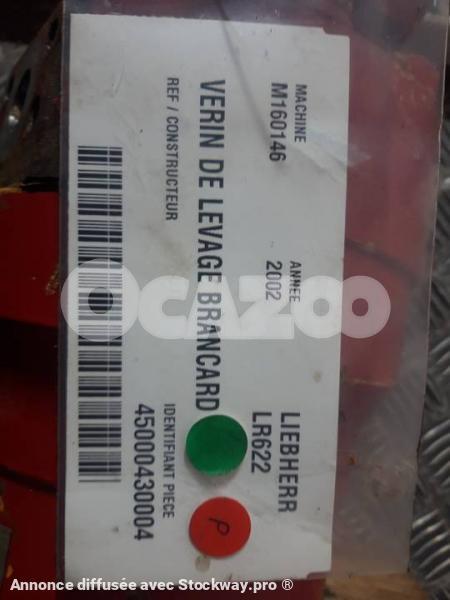 MACHINE
M160146
ANNEE
2002
LIEBHERR
LR622
VERIN DE LEVAGE BRANCARD
REF / CONSTRUCTEUR
IDENTIFIANT PIECE
45000430004
P
OCAZOO
Annonce diffusée avec Stockway.pro ®